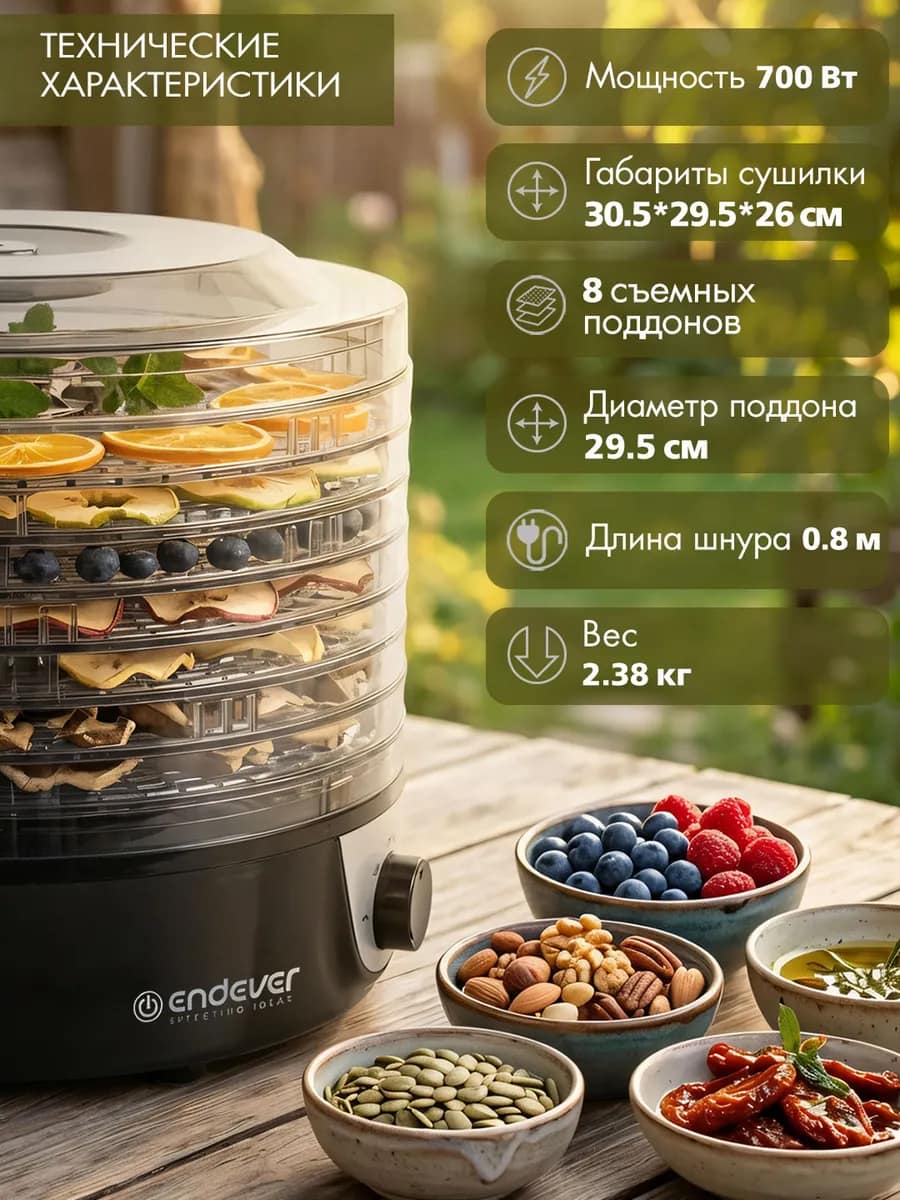 ТЕХНИЧЕСКИЕ
ХАРАКТЕРИСТИКИ
Мощность 700 Вт
Габариты сушилки
30.5*29.5*26 см
8 съемных
поддонов
Диаметр поддона
29.5 см
Длина шнура 0.8 м
Вес
2.38 кг
endever